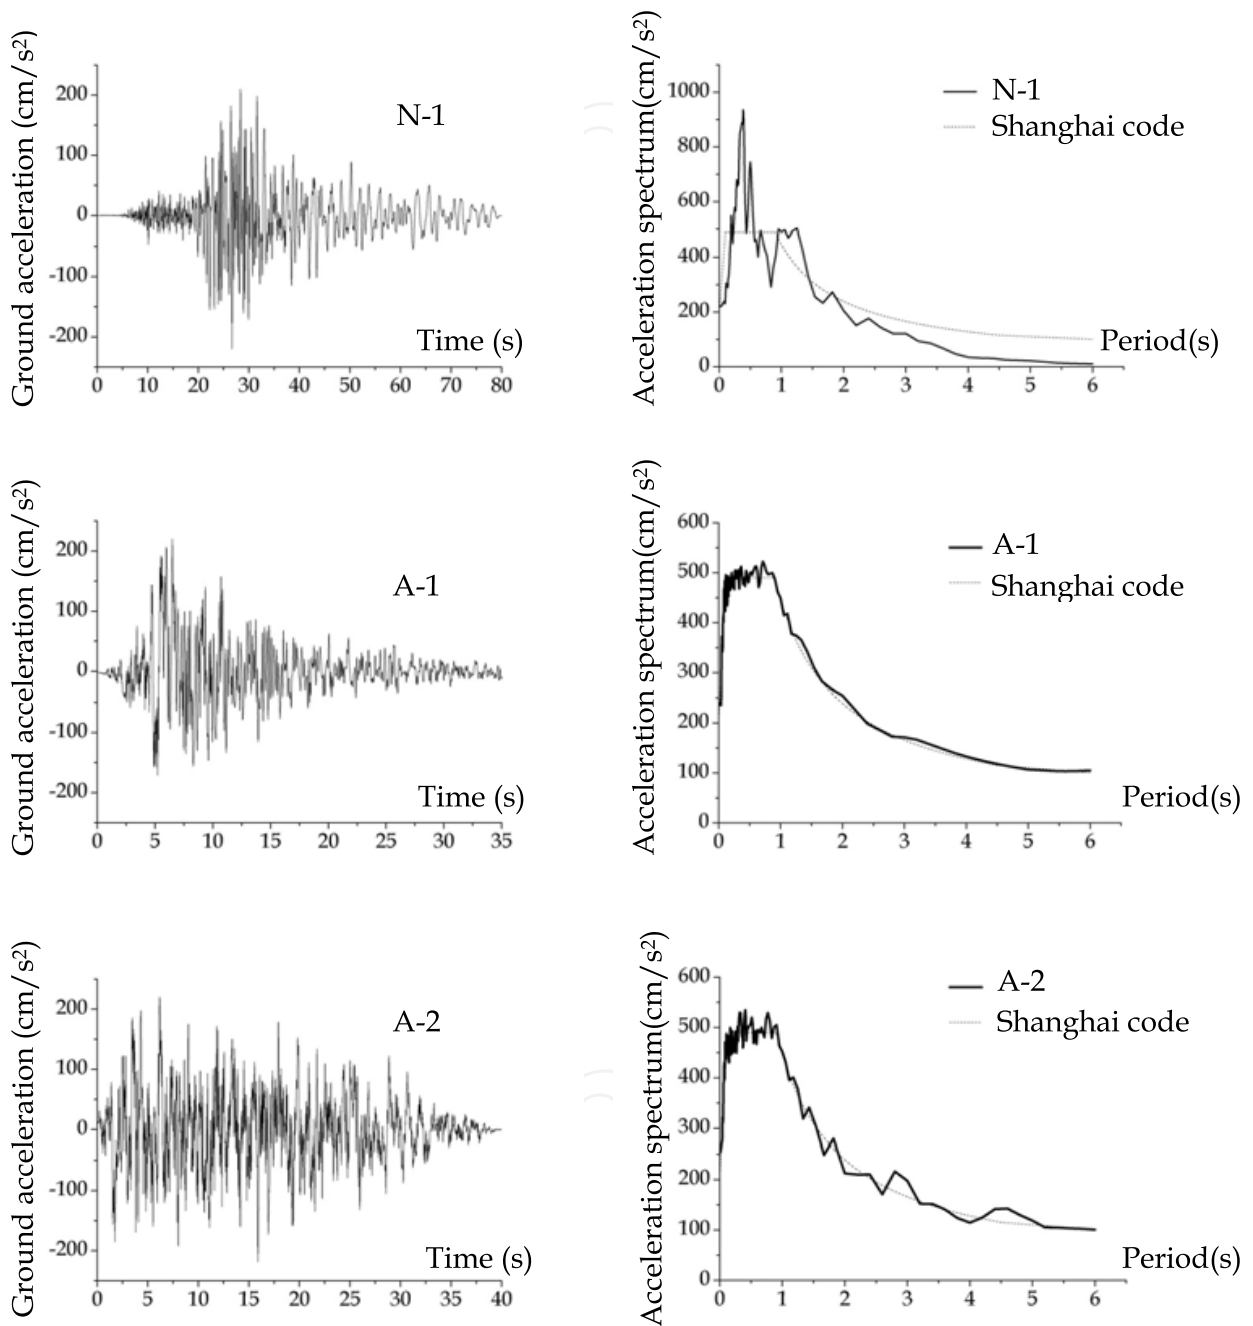 Ground acceleration (cm/s²)
200
100
0
-100
-200
0 10 20 30 40 50 60 70 80
N-1
Time (s)
Acceleration spectrum(cm/s²)
1000
800
600
400
200
0
0 1 2 3 4 5 6
N-1
Shanghai code
Period(s)
Ground acceleration (cm/s²)
200
100
0
-100
-200
0 5 10 15 20 25 30 35
A-1
Time (s)
Acceleration spectrum(cm/s²)
600
500
400
300
200
100
0
0 1 2 3 4 5 6
A-1
Shanghai code
Period(s)
Ground acceleration (cm/s²)
200
100
0
-100
-200
0 5 10 15 20 25 30 35 40
A-2
Time (s)
Acceleration spectrum(cm/s²)
600
500
400
300
200
100
0
0 1 2 3 4 5 6
A-2
Shanghai code
Period(s)